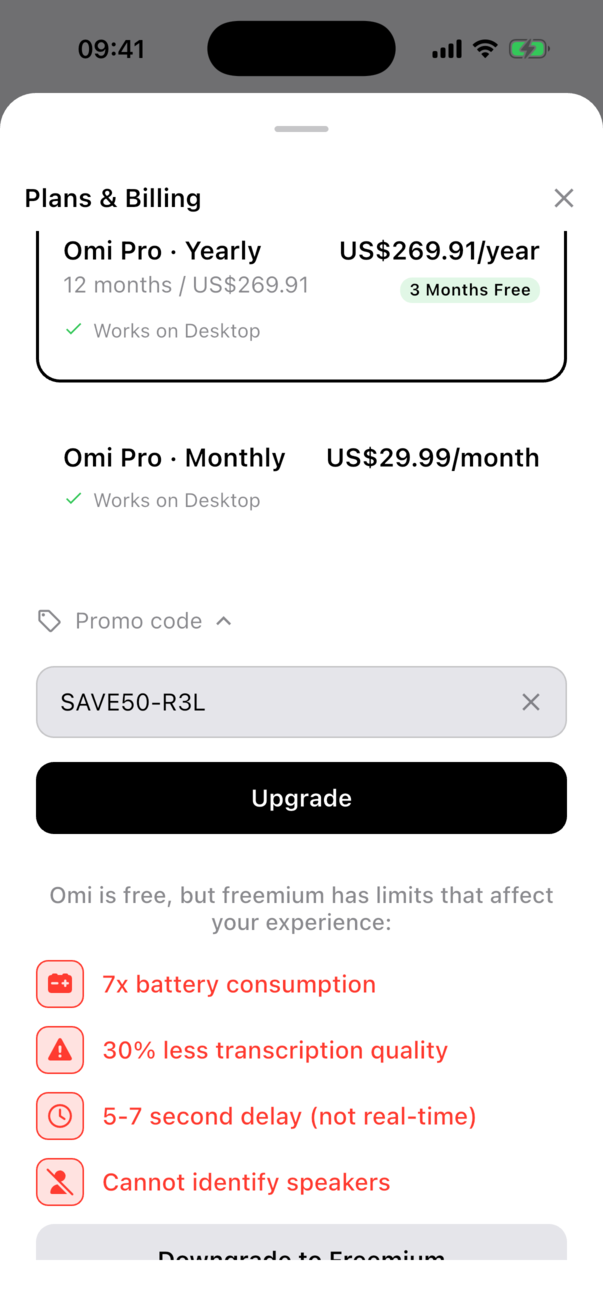 09:41
Plans & Billing
Omi Pro · Yearly
US$269.91/year
12 months / US$269.91
3 Months Free
Works on Desktop
Omi Pro · Monthly
US$29.99/month
Works on Desktop
Promo code
SAVE50-R3L
Upgrade
Omi is free, but freemium has limits that affect
your experience:
7x battery consumption
30% less transcription quality
5-7 second delay (not real-time)
Cannot identify speakers
Downgrade to Freemium